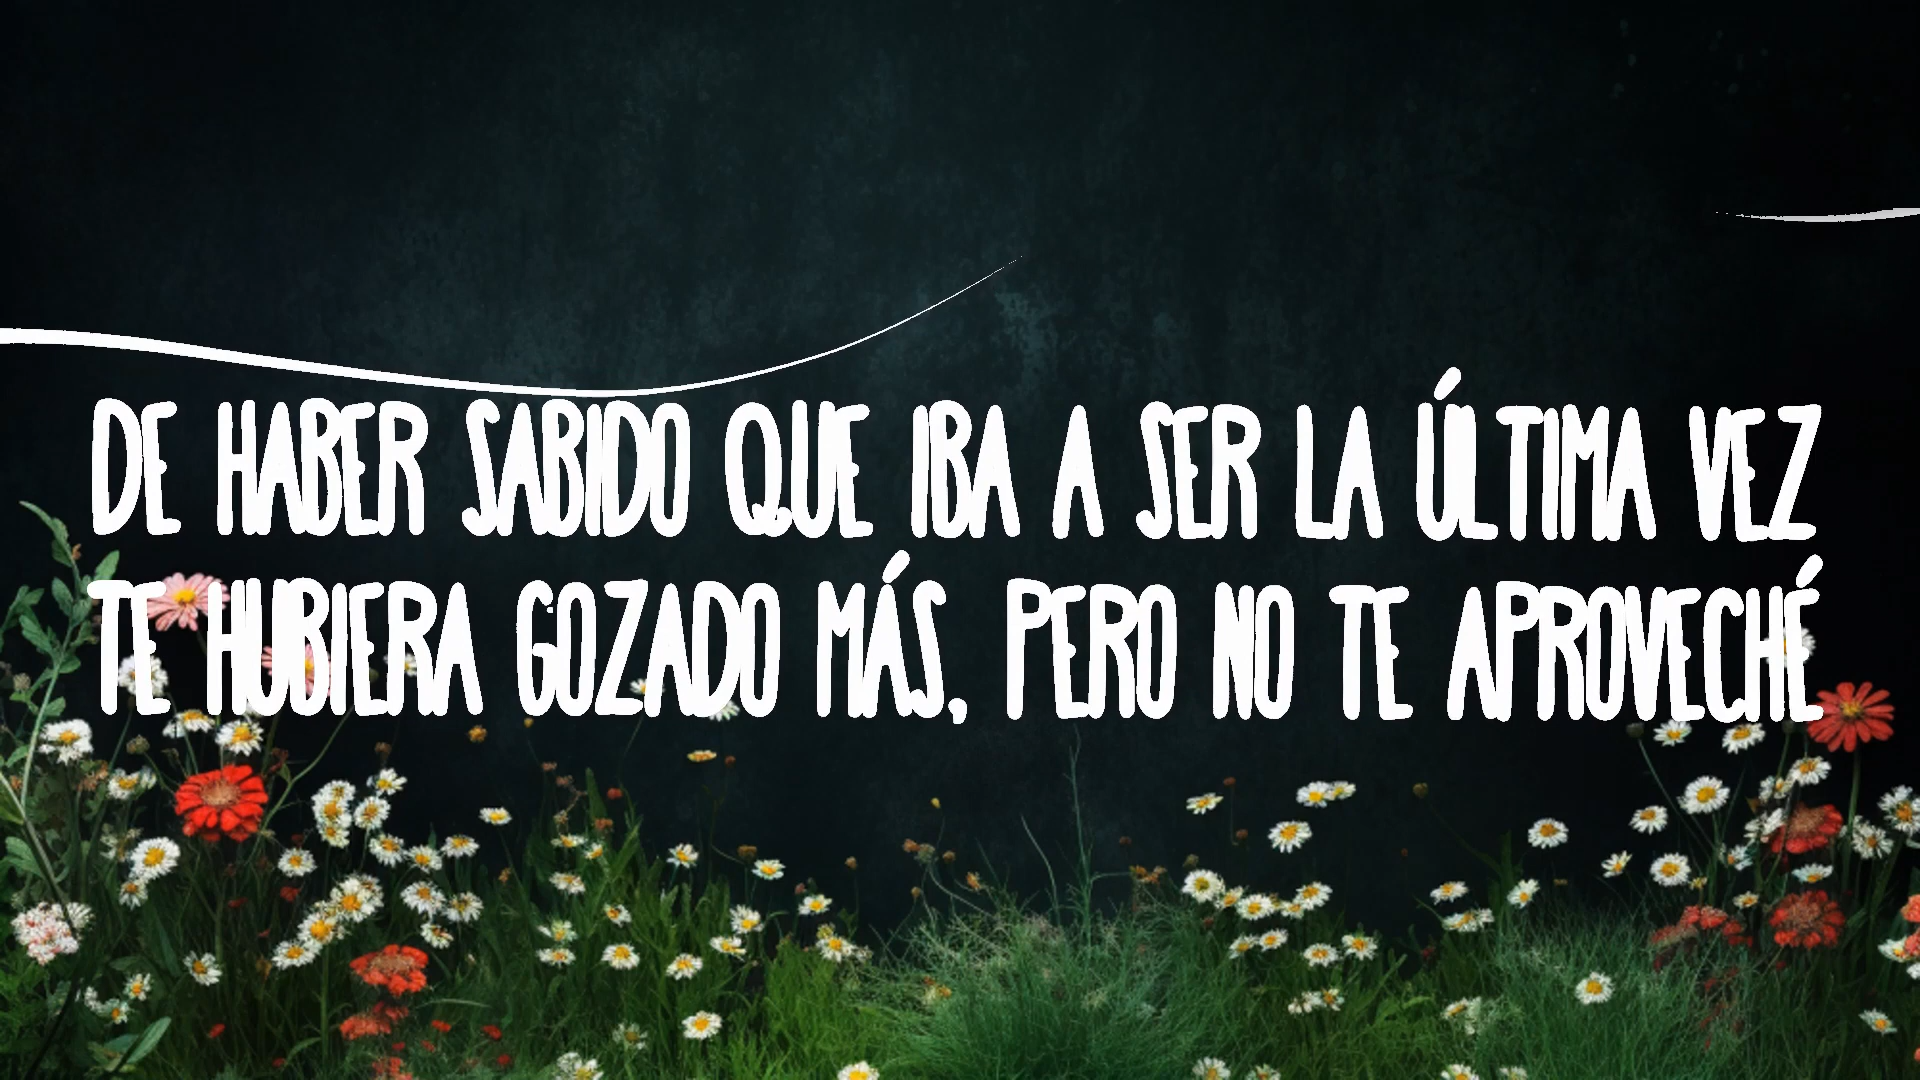 DE HABER SABIDO QUE IBA A SER LA ÚLTIMA VEZ
TE HUBIERA GOZADO MÁS, PERO NO TE APROVECHÉ